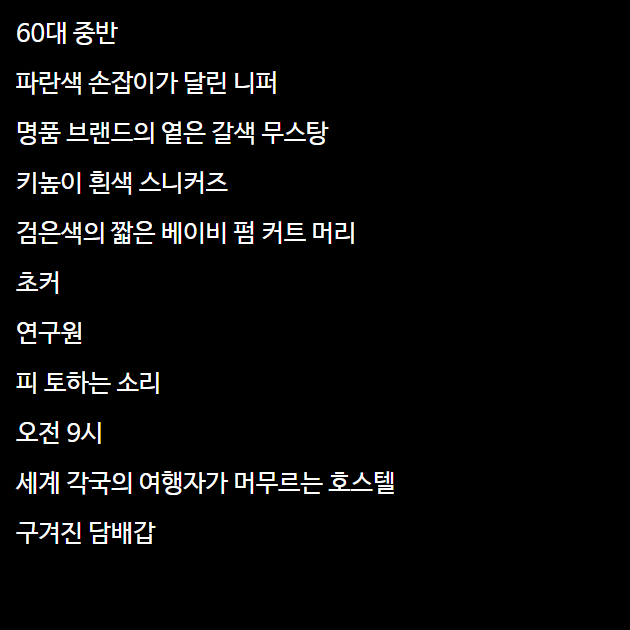 60대 중반
파란색 손잡이가 달린 니퍼
명품 브랜드의 옅은 갈색 무스탕
키높이 흰색 스니커즈
검은색의 짧은 베이비 펌 커트 머리
초커
연구원
피 토하는 소리
오전 9시
세계 각국의 여행자가 머무르는 호스텔
구겨진 담배갑